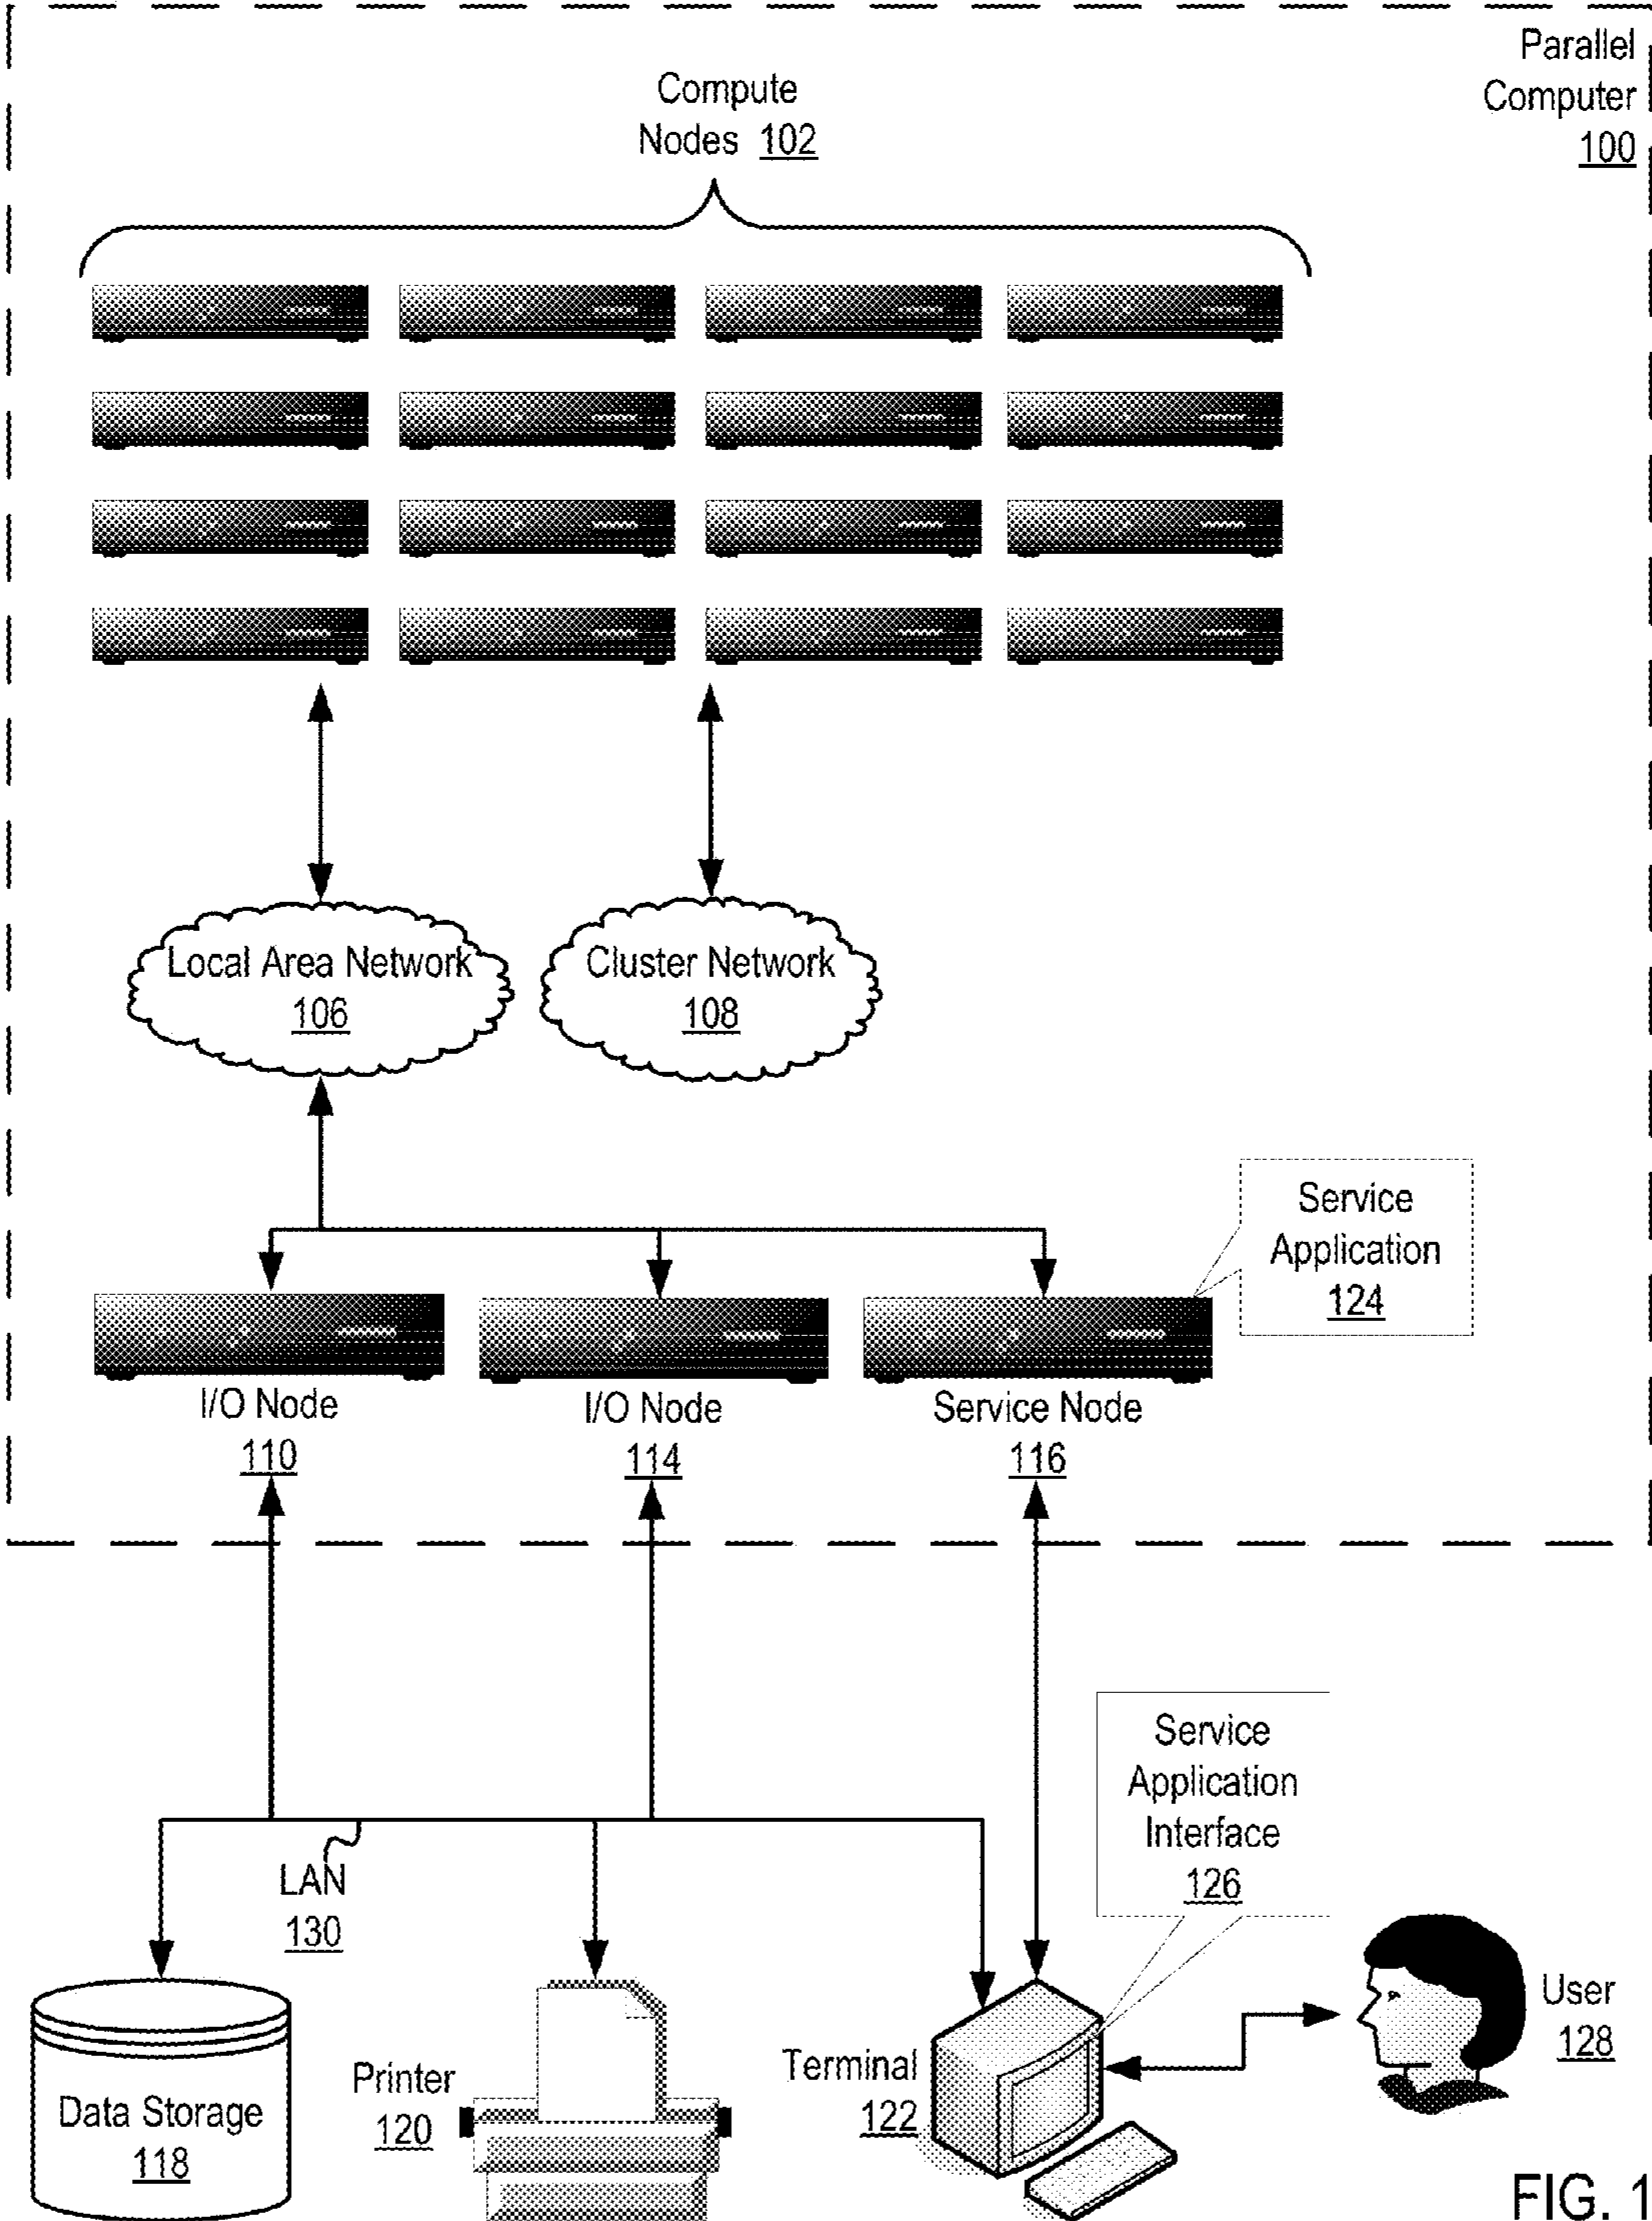 Parallel
Computer
100
Compute
Nodes 102
Local Area Network
106
Cluster Network
108
Service
Application
124
I/O Node
110
I/O Node
114
Service Node
116
Service
Application
Interface
126
LAN
130
User
128
Terminal
122
Printer
120
Data Storage
118
FIG. 1